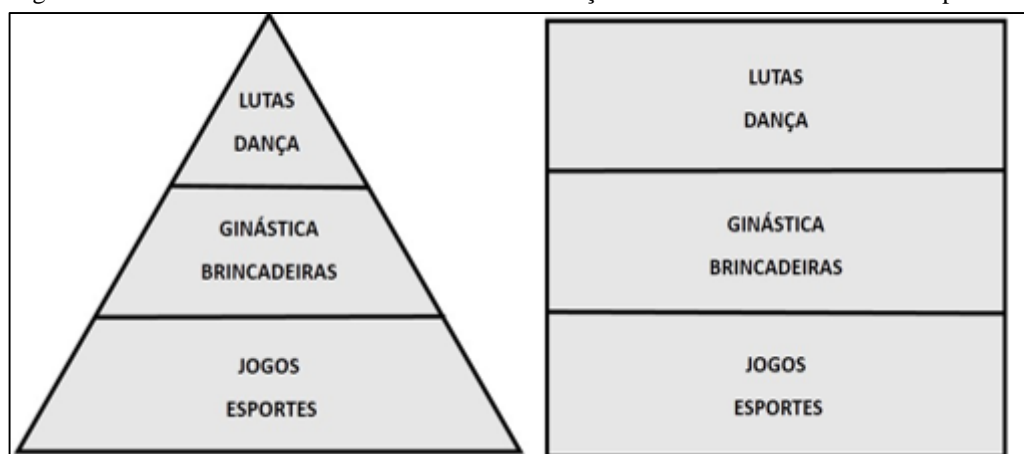 LUTAS
DANÇA
GINÁSTICA
BRINCADEIRAS
JOGOS
ESPORTES
LUTAS
DANÇA
GINÁSTICA
BRINCADEIRAS
JOGOS
ESPORTES